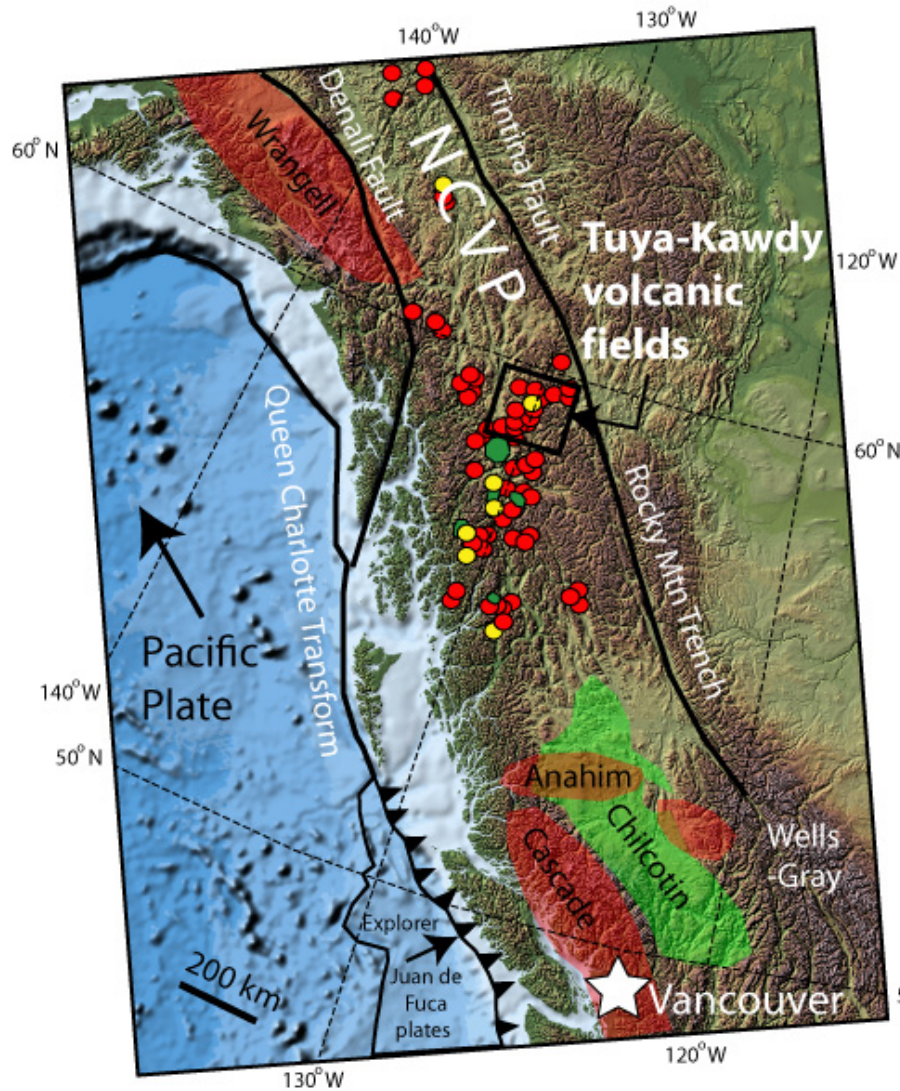 140°W
130°W
60°N
Wrangell
Denali Fault
Tintina Fault
NCVP
Tuya-Kawdy
volcanic
fields
120°W
60°N
Queen Charlotte Transform
Rocky Mtn Trench
Pacific
Plate
140°W
50°N
Anahim
Chilcotin
Cascade
Wells
-Gray
Explorer
Juan de
Fuca
plates
200 km
Vancouver
130°W
120°W